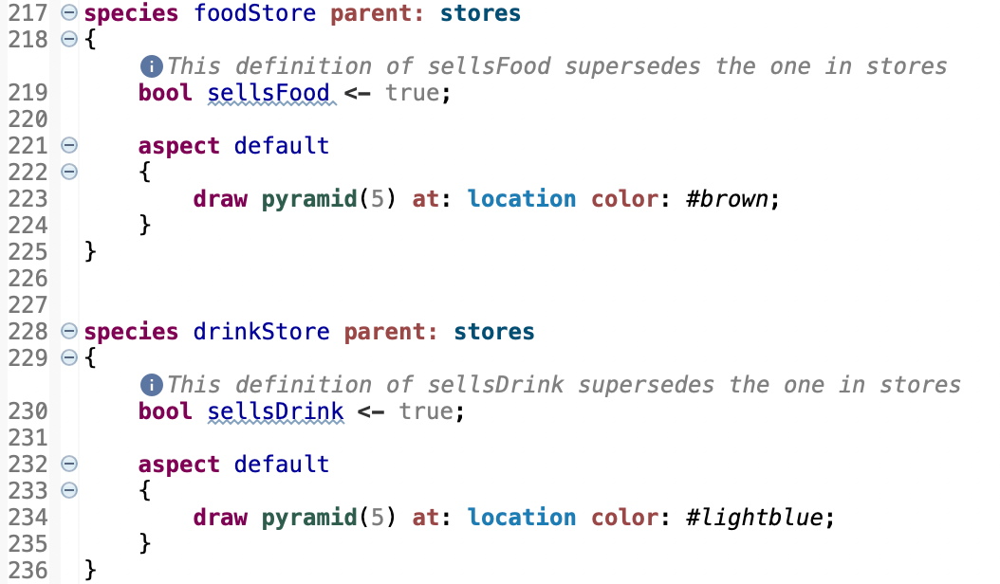 217 species foodStore parent: stores
218 {
This definition of sellsFood supersedes the one in stores
219 bool sellsFood <- true;
220
221 aspect default
222 {
223 draw pyramid(5) at: location color: #brown;
224 }
225 }
226
227
228 species drinkStore parent: stores
229 {
This definition of sellsDrink supersedes the one in stores
230 bool sellsDrink <- true;
231
232 aspect default
233 {
234 draw pyramid(5) at: location color: #lightblue;
235 }
236 }